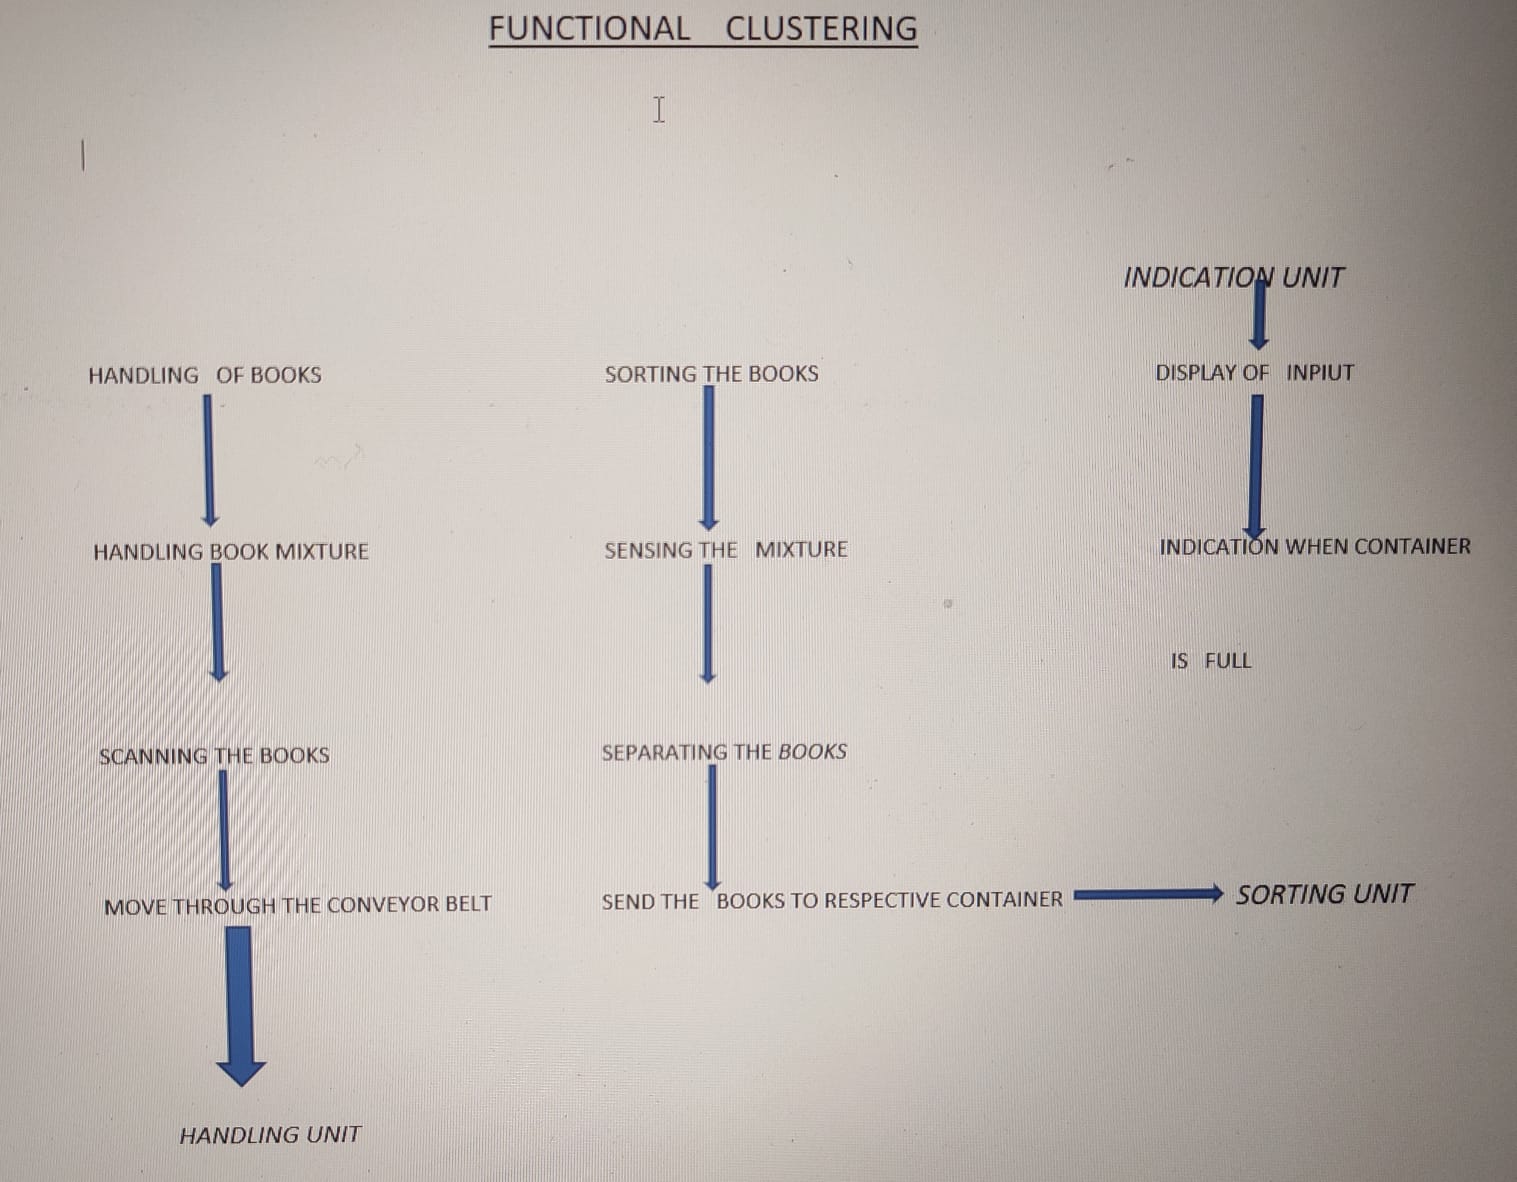 FUNCTIONAL CLUSTERING
INDICATION UNIT
HANDLING OF BOOKS
SORTING THE BOOKS
DISPLAY OF INPIUT
HANDLING BOOK MIXTURE
SENSING THE MIXTURE
INDICATION WHEN CONTAINER
IS FULL
SCANNING THE BOOKS
SEPARATING THE BOOKS
MOVE THROUGH THE CONVEYOR BELT
SEND THE BOOKS TO RESPECTIVE CONTAINER
SORTING UNIT
HANDLING UNIT